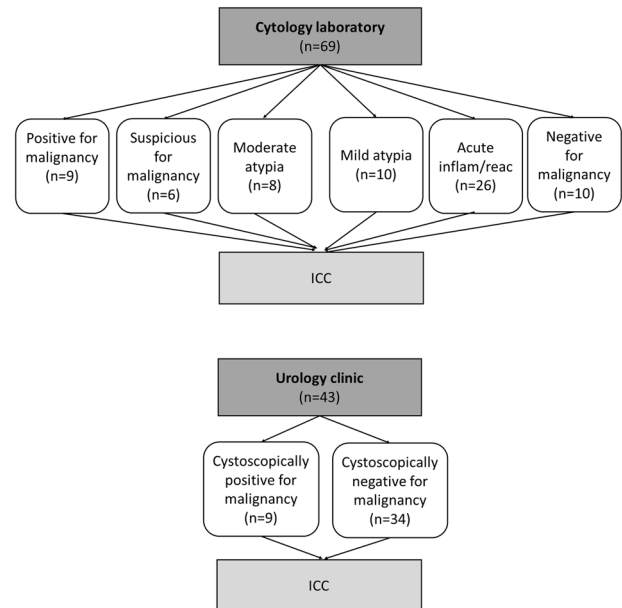 Cytology laboratory
(n=69)
Positive for
malignancy
(n=9)
Suspicious
for
malignancy
(n=6)
Moderate
atypia
(n=8)
Mild atypia
(n=10)
Acute
inflam/reac
(n=26)
Negative
for
malignancy
(n=10)
ICC
Urology clinic
(n=43)
Cystoscopically
positive for
malignancy
(n=9)
Cystoscopically
negative for
malignancy
(n=34)
ICC